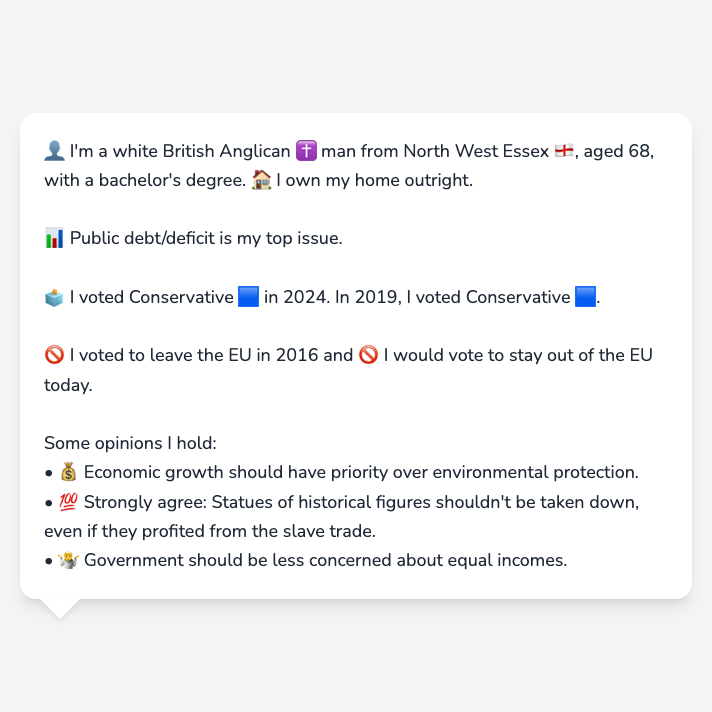 👤 I'm a white British Anglican ✝️ man from North West Essex 🏴󠁧󠁢󠁥󠁮󠁧󠁿, aged 68,
with a bachelor's degree. 🏠 I own my home outright.
📊 Public debt/deficit is my top issue.
🗳️ I voted Conservative 🟦 in 2024. In 2019, I voted Conservative 🟦.
🚫 I voted to leave the EU in 2016 and 🚫 I would vote to stay out of the EU
today.
Some opinions I hold:
• 💰 Economic growth should have priority over environmental protection.
• 💯 Strongly agree: Statues of historical figures shouldn't be taken down,
even if they profited from the slave trade.
• 🤷 Government should be less concerned about equal incomes.